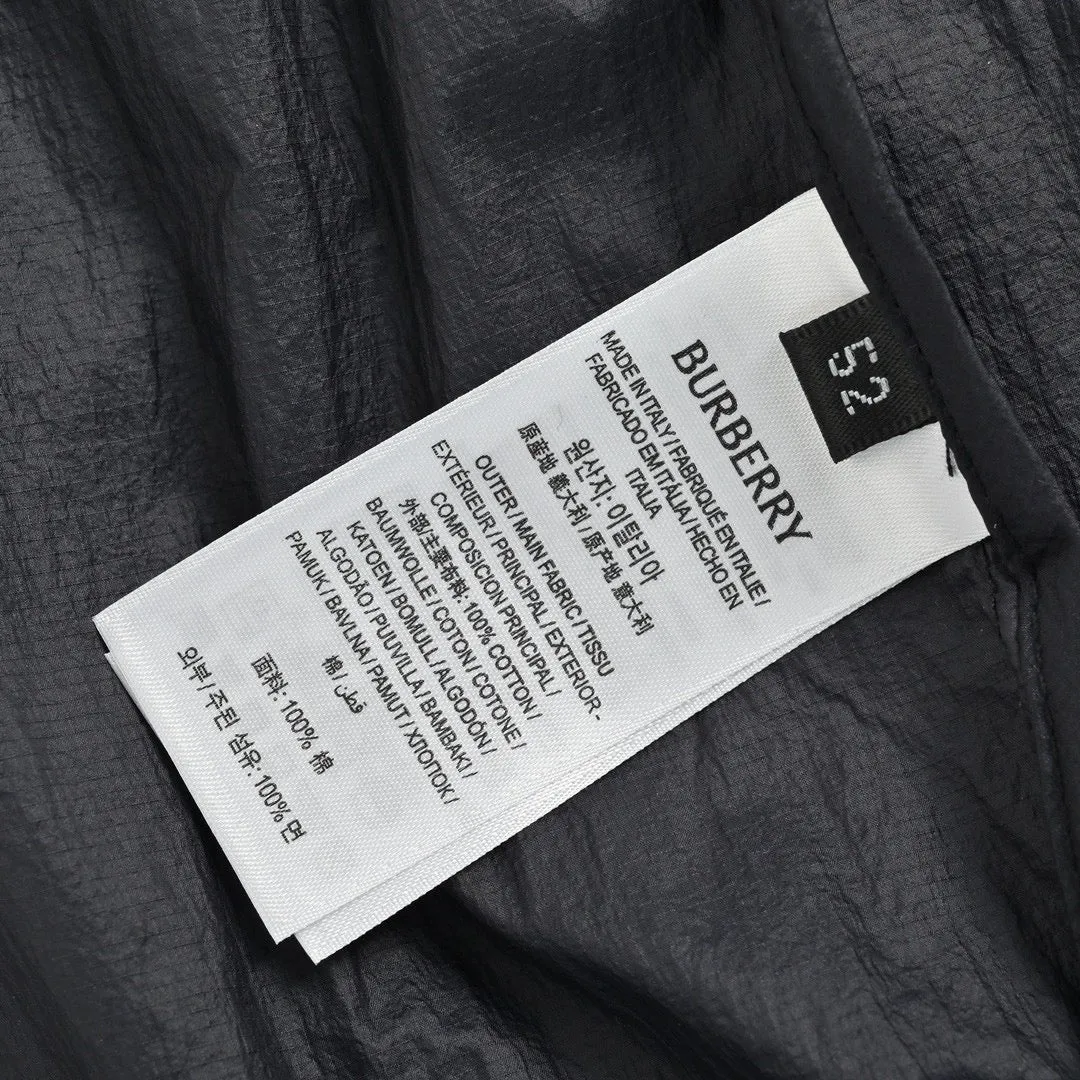 52
BURBERRY
MADE IN ITALY / FABRIQUÉ EN ITALIE /
FABRICADO EM ITÁLIA / HECHO EN
ITALIA
원산지: 이탈리아
原産地 意大利 / 原产地 意大利
OUTER / MAIN FABRIC / TISSU
EXTÉRIEUR / PRINCIPAL / EXTERIOR -
COMPOSICION PRINCIPAL /
外部/主要布料: 100% COTTON /
BAUMWOLLE / COTON / COTONE /
KATOEN / BOMULL / ALGODÓN /
ALGODÃO / PUUVILLA / BAMBAKI /
PAMUK / BAVLNA / PAMUT / ХЛОПОК /
棉 / قطن
面料: 100% 棉
외부 / 주된 섬유: 100% 면